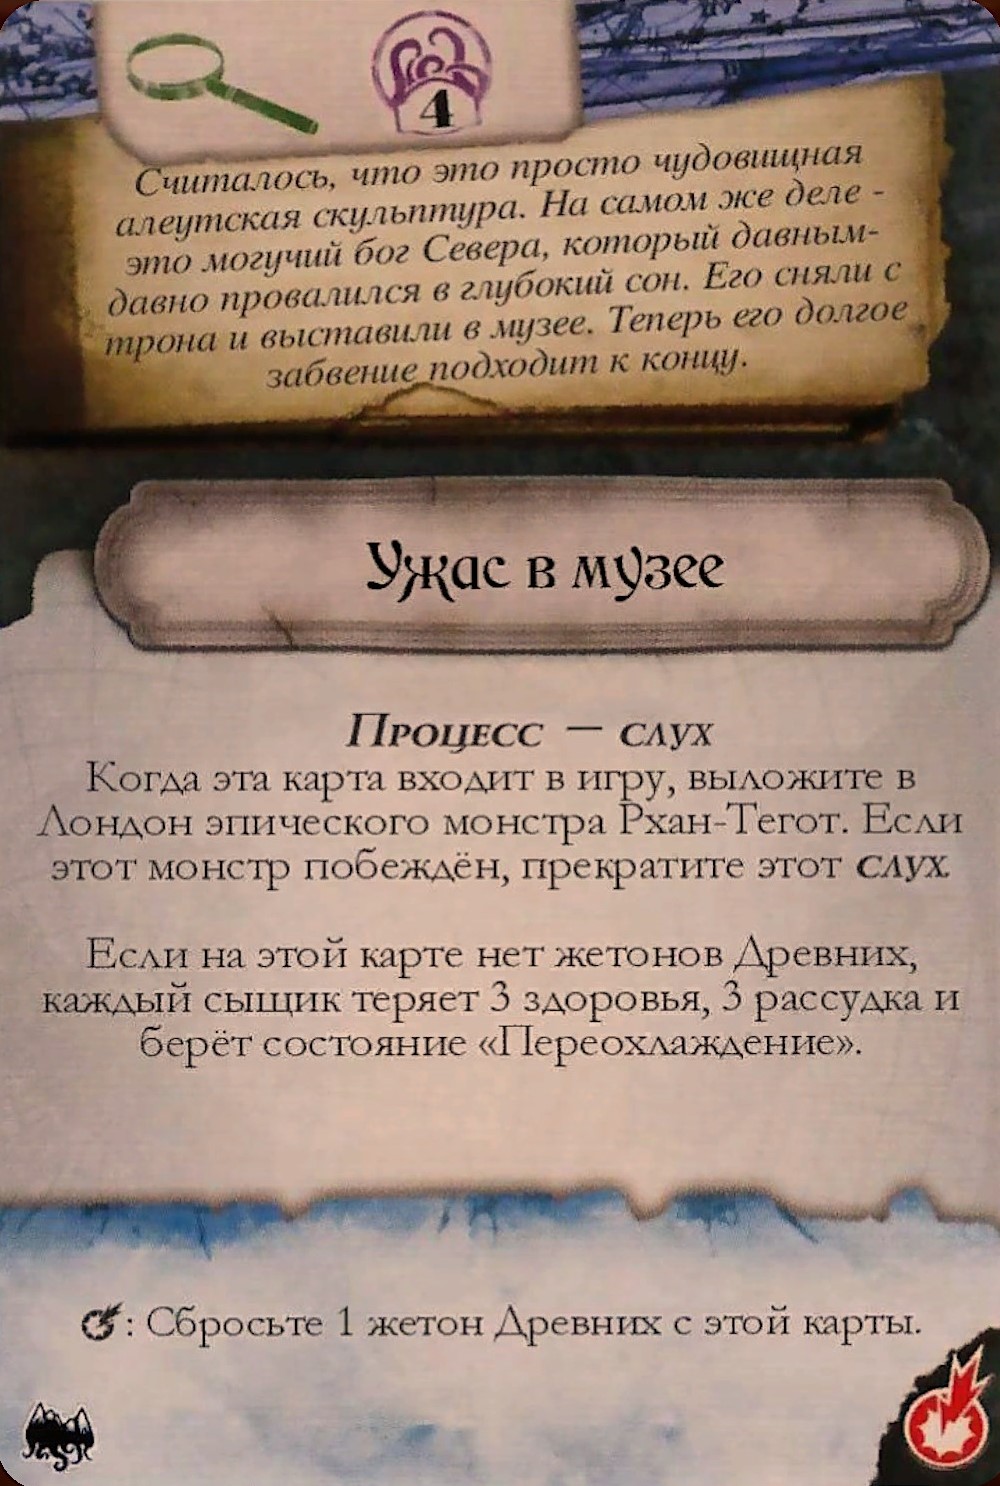 4
Считалось, что это просто чудовищная
алеутская скульптура. На самом же деле -
это могучий бог Севера, который давным-
давно провалился в глубокий сон. Его сняли с
трона и выставили в музее. Теперь его долгое
забвение подходит к концу.
Ужас в музее
Процесс — слух
Когда эта карта входит в игру, выложите в
Лондон эпического монстра Рхан-Тегот. Если
этот монстр побеждён, прекратите этот слух.
Если на этой карте нет жетонов Древних,
каждый сыщик теряет 3 здоровья, 3 рассудка и
берёт состояние «Переохлаждение».
: Сбросьте 1 жетон Древних с этой карты.